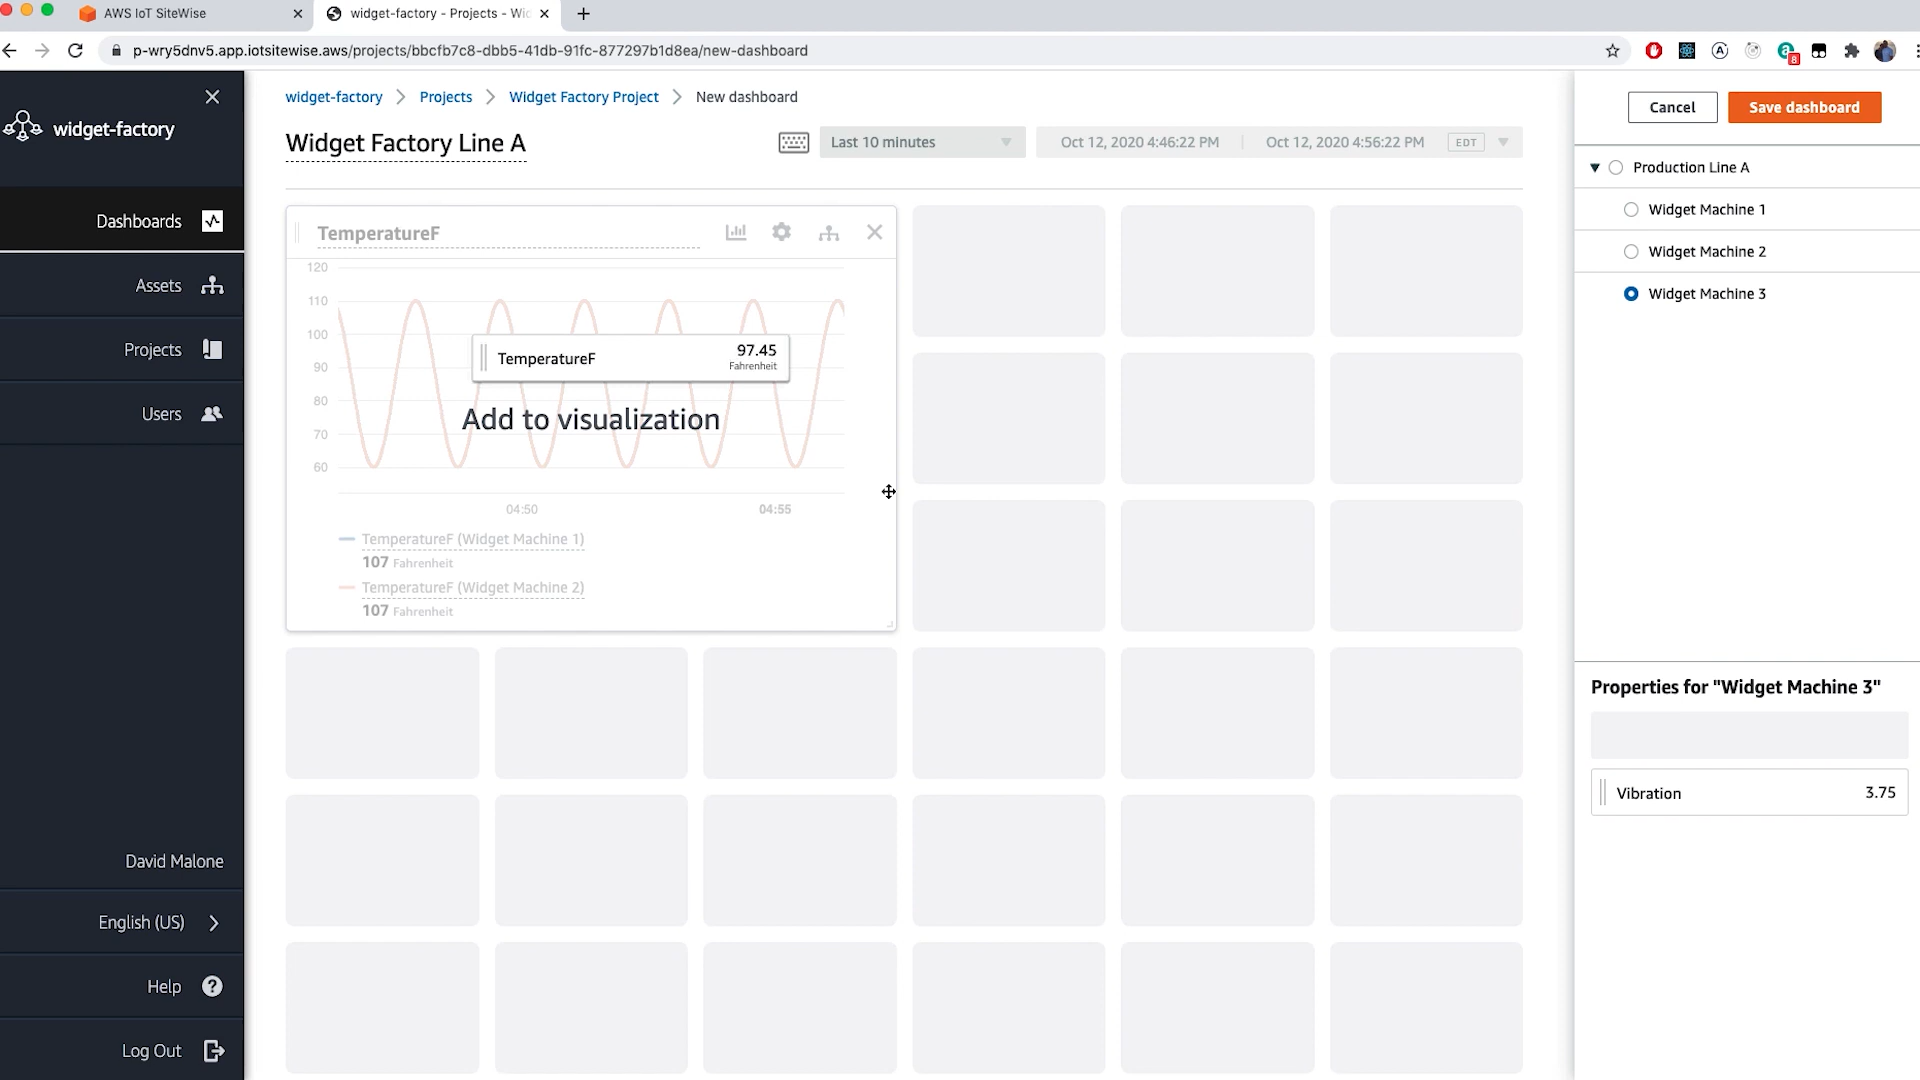 AWS IoT SiteWise
widget-factory - Projects - Wi
p-wry5dnv5.app.iotsitewise.aws/projects/bbcfb7c8-dbb5-41db-91fc-877297b1d8ea/new-dashboard
A
a
8
widget-factory
Dashboards
Assets
Projects
Users
David Malone
English (US)
Help
Log Out
widget-factory > Projects > Widget Factory Project > New dashboard
Widget Factory Line A
Last 10 minutes
Oct 12, 2020 4:46:22 PM
Oct 12, 2020 4:56:22 PM
EDT
TemperatureF
120
110
100
90
80
70
60
TemperatureF
97.45
Fahrenheit
Add to visualization
04:50
04:55
TemperatureF (Widget Machine 1)
107 Fahrenheit
TemperatureF (Widget Machine 2)
107 Fahrenheit
Cancel
Save dashboard
Production Line A
Widget Machine 1
Widget Machine 2
Widget Machine 3
Properties for "Widget Machine 3"
Vibration
3.75